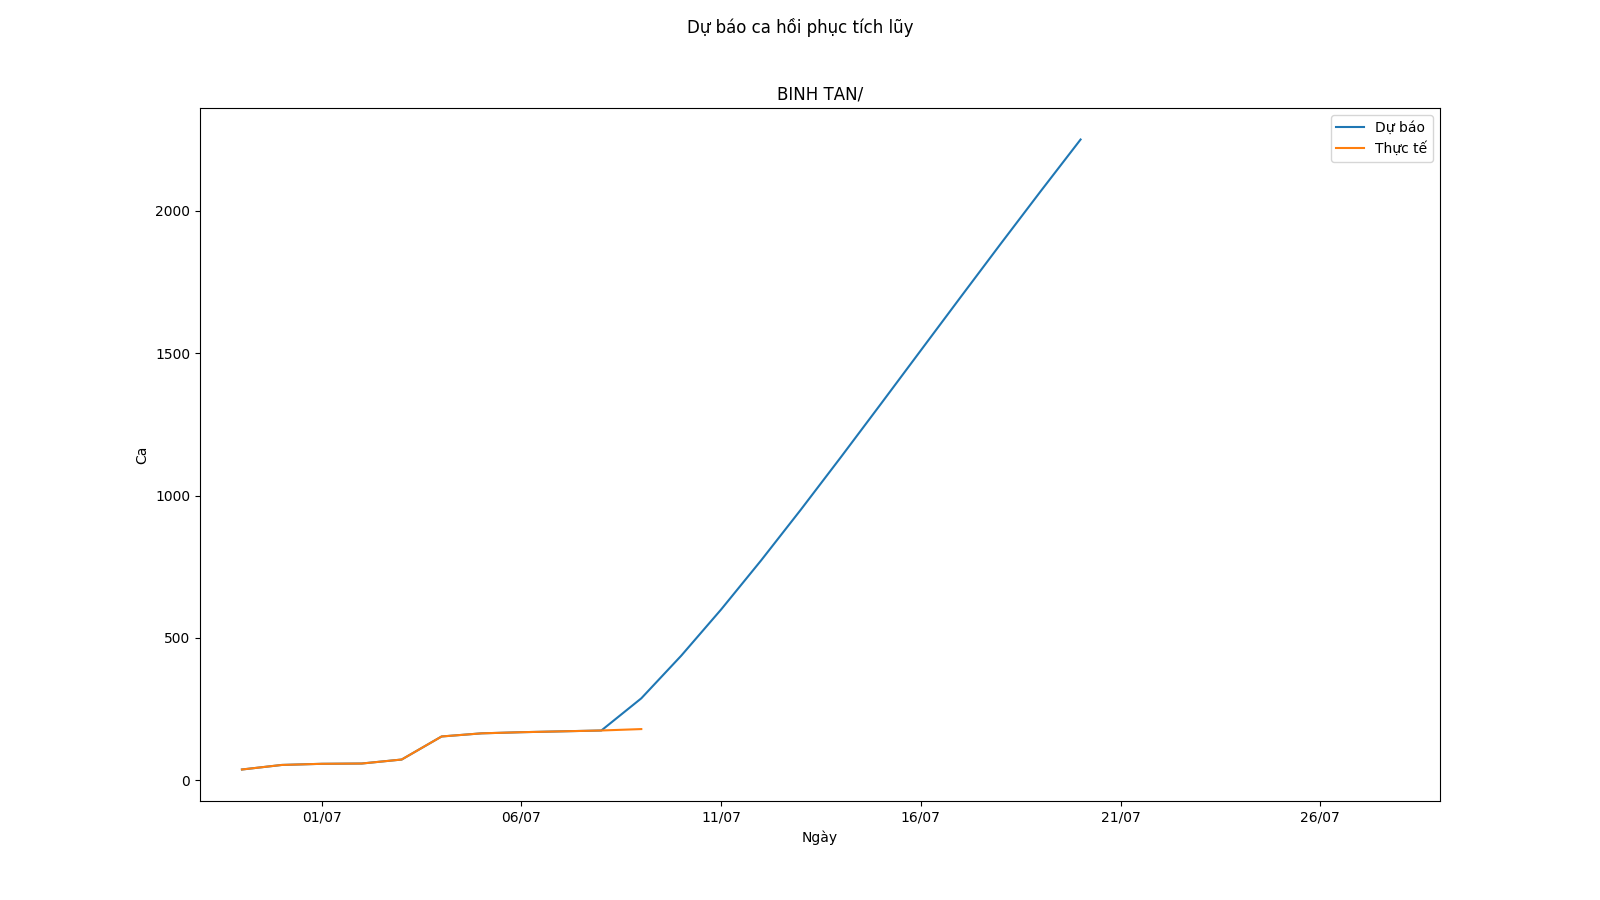 Dự báo ca hồi phục tích lũy
BINH TAN/
Dự báo
Thực tế
2000
1500
1000
500
0
Ca
01/07
06/07
11/07
16/07
21/07
26/07
Ngày